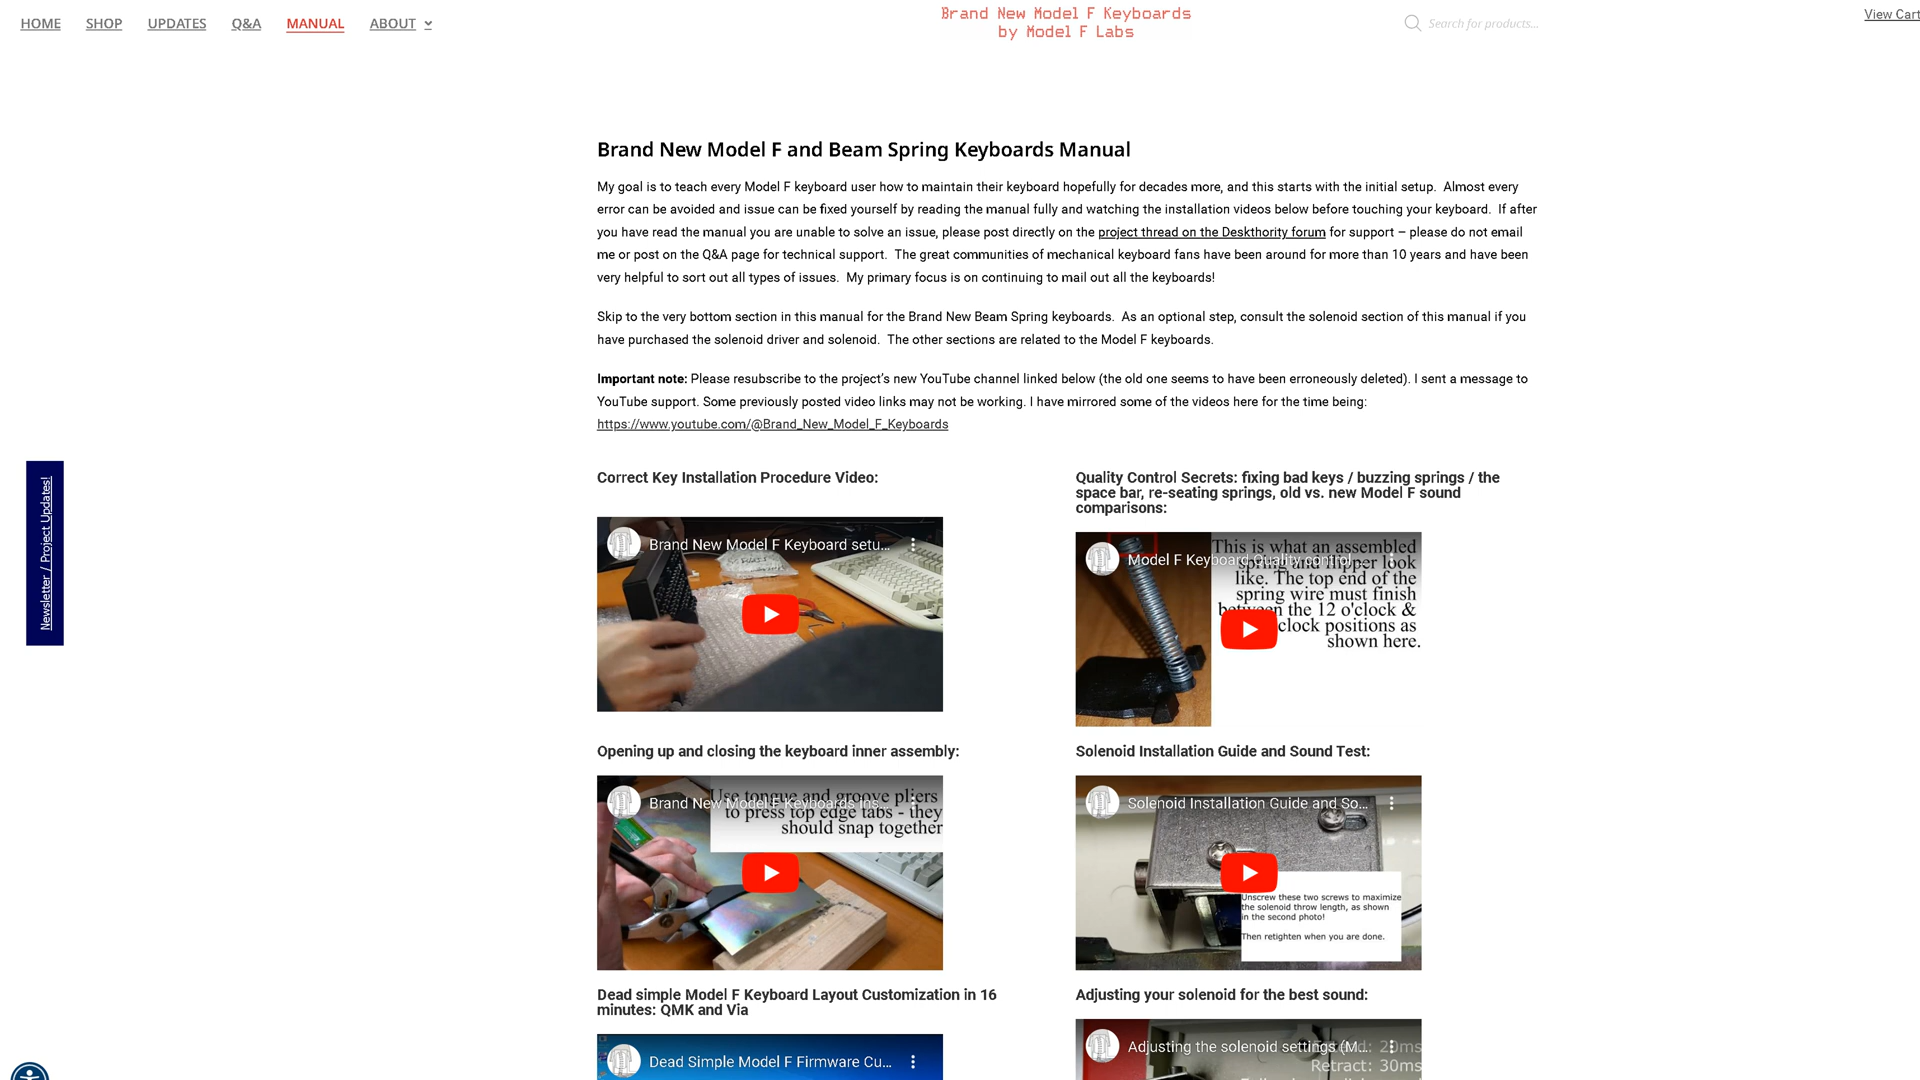 HOME SHOP UPDATES Q&A MANUAL ABOUT
Brand New Model F Keyboards
by Model F Labs
Search for products...
View Cart
Brand New Model F and Beam Spring Keyboards Manual
My goal is to teach every Model F keyboard user how to maintain their keyboard hopefully for decades more, and this starts with the initial setup.  Almost every
error can be avoided and issue can be fixed yourself by reading the manual fully and watching the installation videos below before touching your keyboard.  If after
you have read the manual you are unable to solve an issue, please post directly on the project thread on the Deskthority forum for support – please do not email
me or post on the Q&A page for technical support.  The great communities of mechanical keyboard fans have been around for more than 10 years and have been
very helpful to sort out all types of issues.  My primary focus is on continuing to mail out all the keyboards!
Skip to the very bottom section in this manual for the Brand New Beam Spring keyboards.  As an optional step, consult the solenoid section of this manual if you
have purchased the solenoid driver and solenoid.  The other sections are related to the Model F keyboards.
Important note: Please resubscribe to the project's new YouTube channel linked below (the old one seems to have been erroneously deleted). I sent a message to
YouTube support. Some previously posted video links may not be working. I have mirrored some of the videos here for the time being:
https://www.youtube.com/@Brand_New_Model_F_Keyboards
Newsletter / Project Updates!
Correct Key Installation Procedure Video:
Brand New Model F Keyboard setu...
Quality Control Secrets: fixing bad keys / buzzing springs / the
space bar, re-seating springs, old vs. new Model F sound
comparisons:
Model F Keyboard Quality control ...
This is what an assembled
spring and flipper look
like. The top end of the
spring wire must finish
between the 12 o'clock &
clock positions as
shown here.
Opening up and closing the keyboard inner assembly:
Brand New Model F Keyboards ins...
Use tongue and groove pliers
to press top edge tabs - they
should snap together
Solenoid Installation Guide and Sound Test:
Solenoid Installation Guide and So...
Unscrew these two screws to maximize
the solenoid throw length, as shown
in the second photo!
Then retighten when you are done.
Dead simple Model F Keyboard Layout Customization in 16
minutes: QMK and Via
Dead Simple Model F Firmware Cu...
Adjusting your solenoid for the best sound:
Adjusting the solenoid settings (M...
20ms
Retract: 30ms